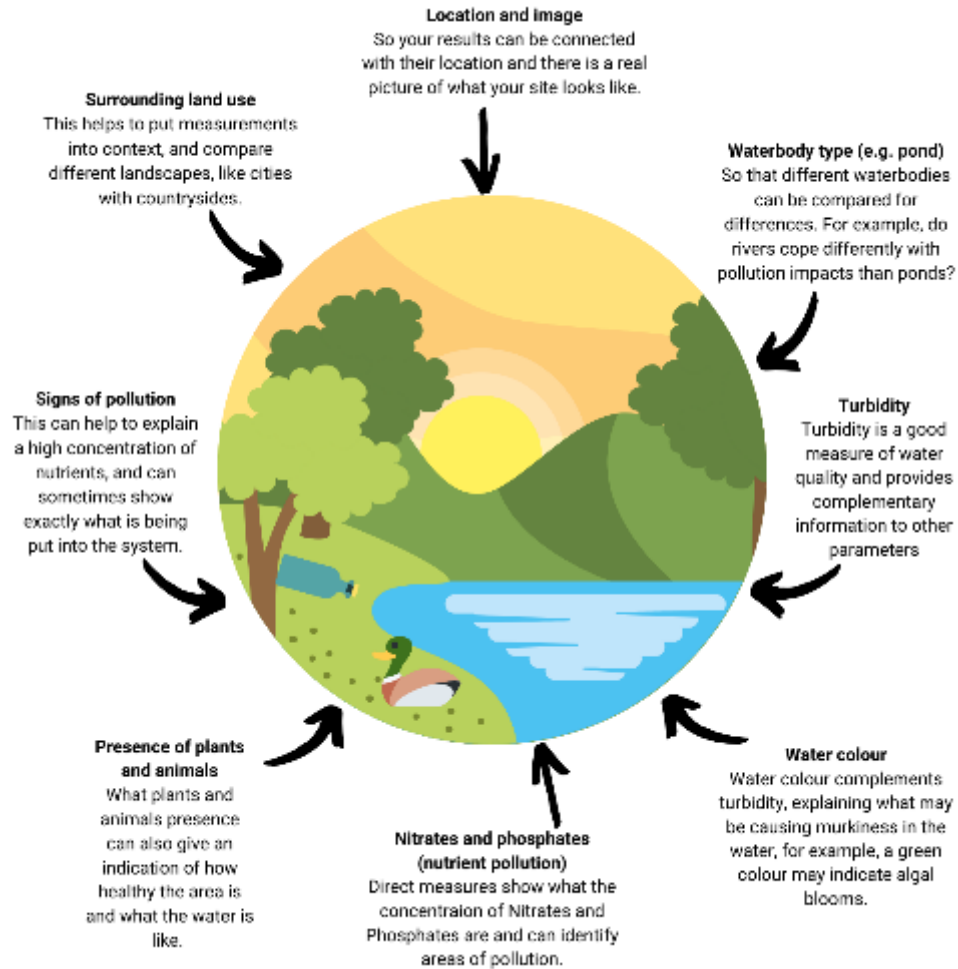 Location and image
So your results can be connected
with their location and there is a real
picture of what your site looks like.
Surrounding land use
This helps to put measurements
into context, and compare
different landscapes, like cities
with countrysides.
Waterbody type (e.g. pond)
So that different waterbodies
can be compared for
differences. For example, do
rivers cope differently with
pollution impacts than ponds?
Signs of pollution
This can help to explain
a high concentration of
nutrients, and can
sometimes show
exactly what is being
put into the system.
Turbidity
Turbidity is a good
measure of water
quality and provides
complementary
information to other
parameters
Presence of plants
and animals
What plants and
animals presence
can also give an
indication of how
healthy the area is
and what the water is
like.
Nitrates and phosphates
(nutrient pollution)
Direct measures show what the
concentraion of Nitrates and
Phosphates are and can identify
areas of pollution.
Water colour
Water colour complements
turbidity, explaining what may
be causing murkiness in the
water, for example, a green
colour may indicate algal
blooms.